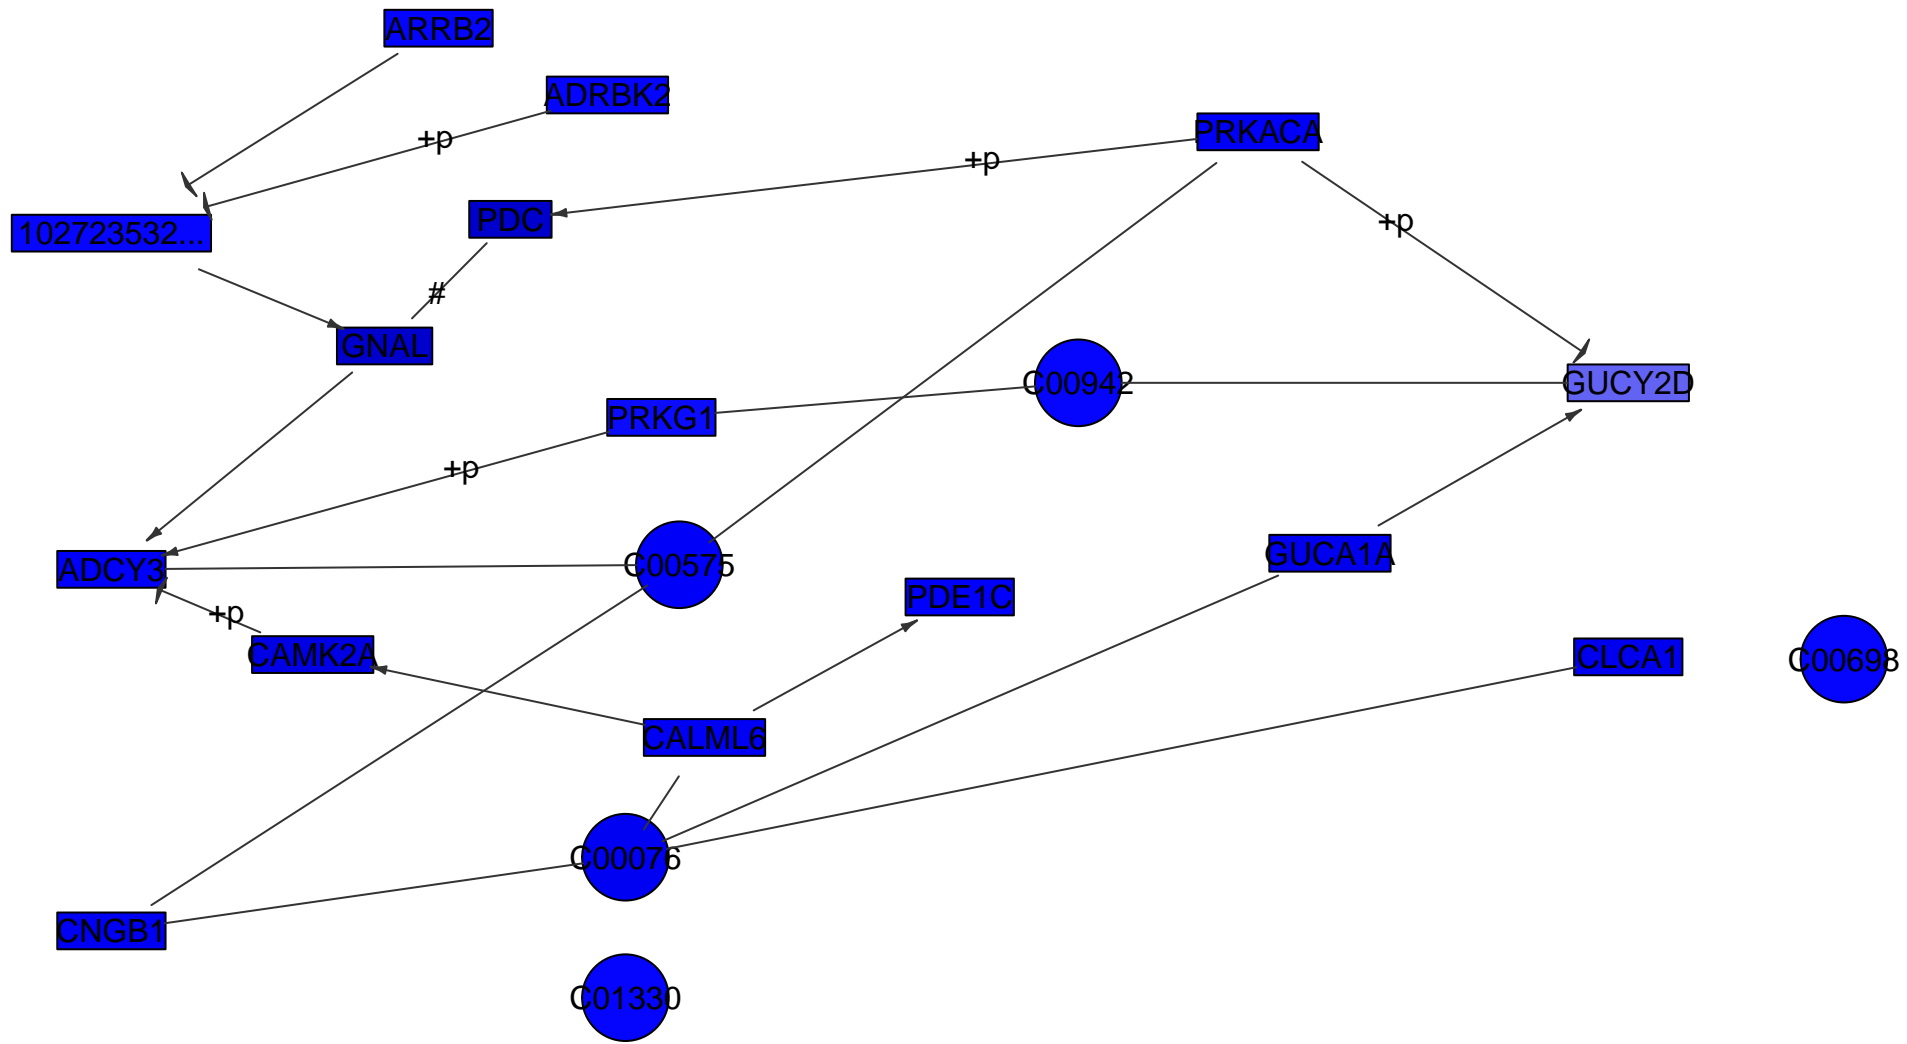 ARRB2
ADRBK2
PRKACA
+p
+p
102723532...
PDC
+p
#
GNAL
C00942
GUCY2D
PRKG1
+p
ADCY3
C00575
GUCA1A
PDE1C
+p
CAMK2A
CLCA1
C00698
CALML6
C00076
CNGB1
C01330